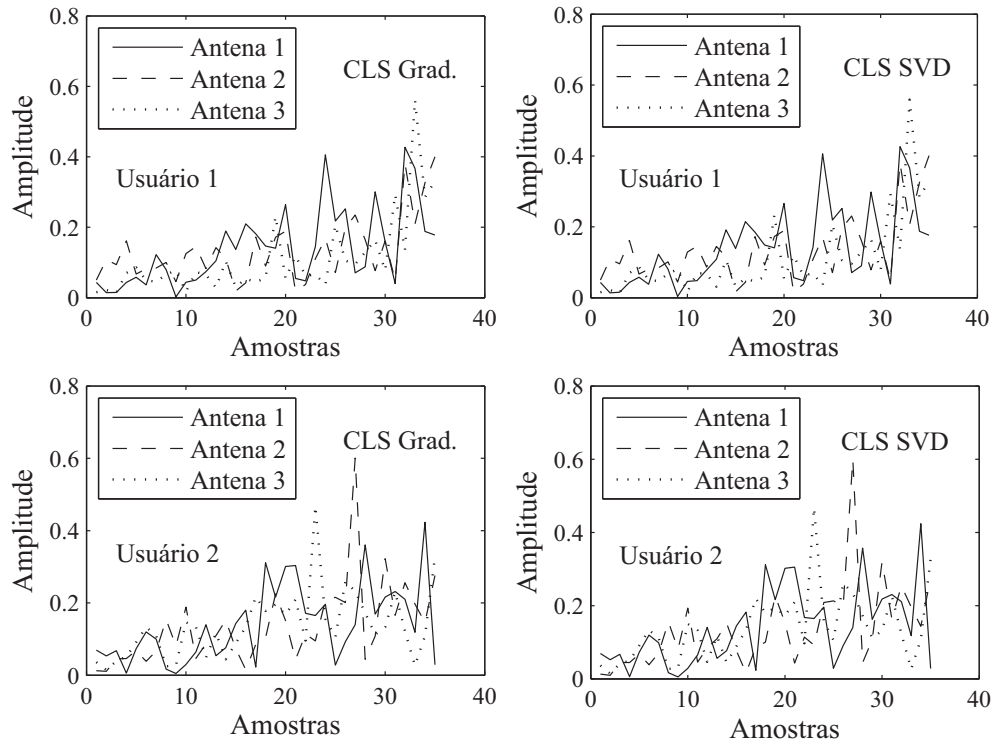 0.8
0.6
0.4
0.2
0
Amplitude
Antena 1
Antena 2
Antena 3
CLS Grad.
Usuário 1
0
10
20
30
40
Amostras
0.8
0.6
0.4
0.2
0
Amplitude
Antena 1
Antena 2
Antena 3
CLS SVD
Usuário 1
0
10
20
30
40
Amostras
0.8
0.6
0.4
0.2
0
Amplitude
Antena 1
Antena 2
Antena 3
CLS Grad.
Usuário 2
0
10
20
30
40
Amostras
0.8
0.6
0.4
0.2
0
Amplitude
Antena 1
Antena 2
Antena 3
CLS SVD
Usuário 2
0
10
20
30
40
Amostras